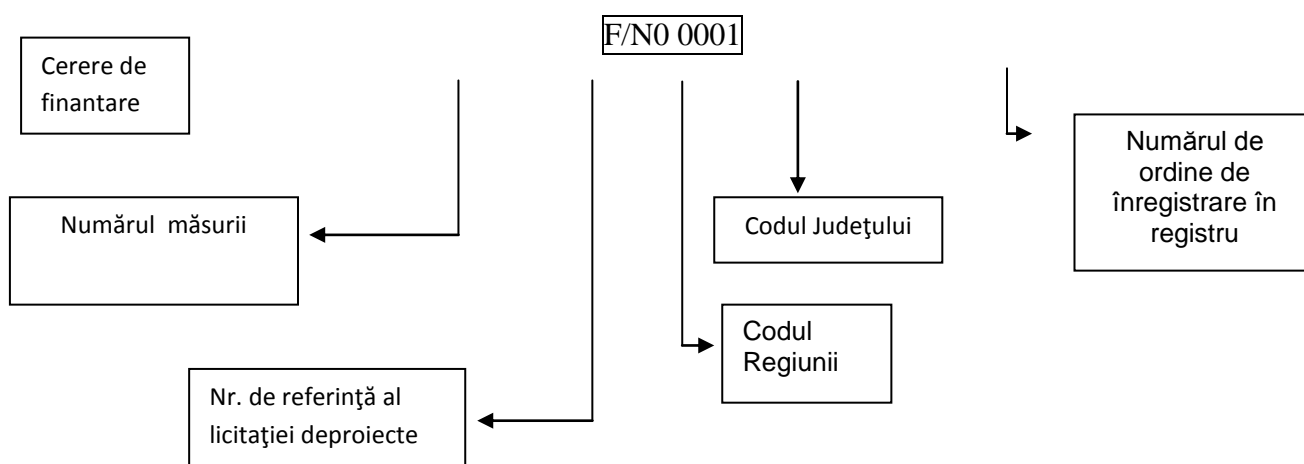 F/N0 0001
Cerere de
finantare
Numărul de
ordine de
înregistrare în
registru
Numărul măsurii
Codul Judeţului
Codul
Regiunii
Nr. de referinţă al
licitaţiei deproiecte